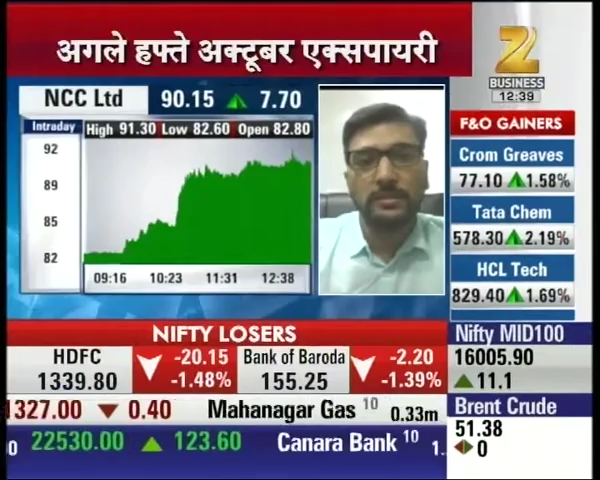 अगले हफ्ते अक्टूबर एक्सपायरी
Z
BUSINESS
12:39
NCC Ltd 90.15 7.70
Intraday High 91.30 Low 82.60 Open 82.80
92
89
85
82
09:16 10:23 11:31 12:38
F&O GAINERS
Crom Greaves
77.10 1.58%
Tata Chem
578.30 2.19%
HCL Tech
829.40 1.69%
NIFTY LOSERS
HDFC -20.15 Bank of Baroda -2.20
1339.80 -1.48% 155.25 -1.39%
Nifty MID100
16005.90
11.1
Brent Crude
51.38
0
1327.00 0.40 Mahanagar Gas 10 0.33m
0 22530.00 123.60 Canara Bank 10 1.